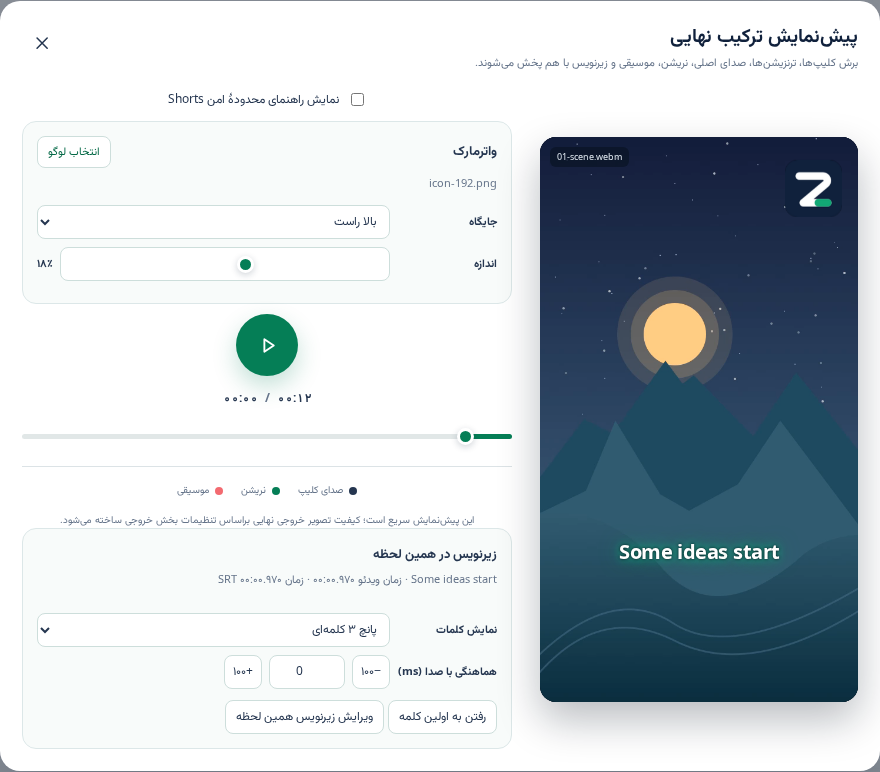 پیش‌نمایش ترکیب نهایی
برش کلیپ‌ها، ترنزیشن‌ها، صدای اصلی، نریشن، موسیقی و زیرنویس با هم پخش می‌شوند.
01-scene.webm
Z
Some ideas start
نمایش راهنمای محدودهٔ امن Shorts
واترمارک
انتخاب لوگو
icon-192.png
جایگاه
بالا راست
اندازه
۱۸٪
۰۰:۰۰ / ۰۰:۱۲
صدای کلیپ
نریشن
موسیقی
این پیش‌نمایش سریع است؛ کیفیت تصویر خروجی نهایی براساس تنظیمات بخش خروجی ساخته می‌شود.
زیرنویس در همین لحظه
Some ideas start · زمان ویدئو ۰۰:۰۰.۹۷۰ · زمان SRT ۰۰:۰۰.۹۷۰
نمایش کلمات
پانچ ۳ کلمه‌ای
هماهنگی با صدا (ms)
−۱۰۰
0
+۱۰۰
رفتن به اولین کلمه
ویرایش زیرنویس همین لحظه